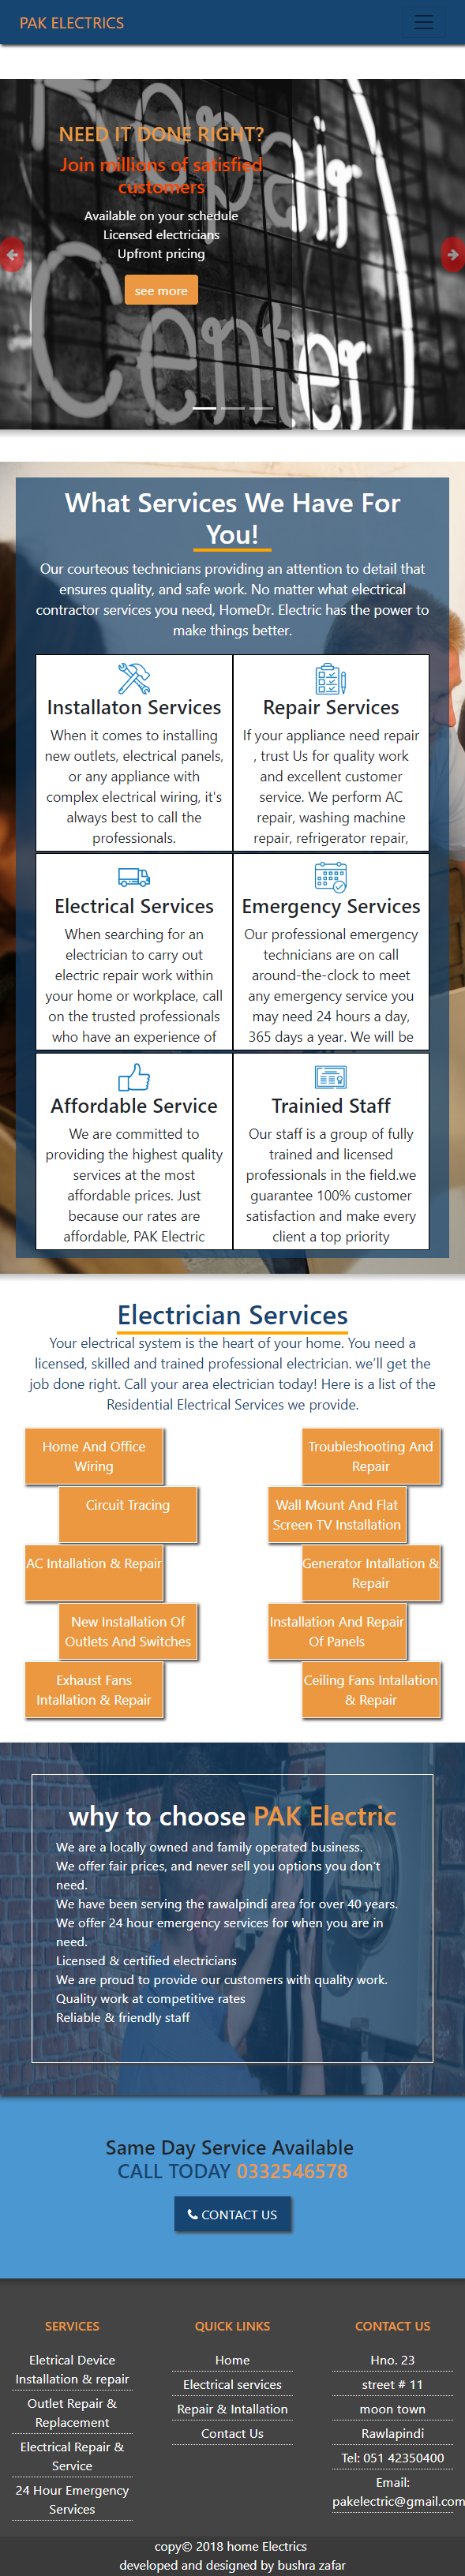 PAK ELECTRICS
Repair
Center
NEED IT DONE RIGHT?
Join millions of satisfied
customers
Available on your schedule
Licensed electricians
Upfront pricing
see more
What Services We Have For
You!
Our courteous technicians providing an attention to detail that
ensures quality, and safe work. No matter what electrical
contractor services you need, HomeDr. Electric has the power to
make things better.
Installaton Services
When it comes to installing
new outlets, electrical panels,
or any appliance with
complex electrical wiring, it's
always best to call the
professionals.
Repair Services
If your appliance need repair
, trust Us for quality work
and excellent customer
service. We perform AC
repair, washing machine
repair, refrigerator repair,
Electrical Services
When searching for an
electrician to carry out
electric repair work within
your home or workplace, call
on the trusted professionals
who have an experience of
Emergency Services
Our professional emergency
technicians are on call
around-the-clock to meet
any emergency service you
may need 24 hours a day,
365 days a year. We will be
Affordable Service
We are committed to
providing the highest quality
services at the most
affordable prices. Just
because our rates are
affordable, PAK Electric
Trainied Staff
Our staff is a group of fully
trained and licensed
professionals in the field.we
guarantee 100% customer
satisfaction and make every
client a top priority
Electrician Services
Your electrical system is the heart of your home. You need a
licensed, skilled and trained professional electrician. we’ll get the
job done right. Call your area electrician today! Here is a list of the
Residential Electrical Services we provide.
Home And Office
Wiring
Troubleshooting And
Repair
Circuit Tracing
Wall Mount And Flat
Screen TV Installation
AC Intallation & Repair
Generator Intallation &
Repair
New Installation Of
Outlets And Switches
Installation And Repair
Of Panels
Exhaust Fans
Intallation & Repair
Ceiling Fans Intallation
& Repair
why to choose PAK Electric
We are a locally owned and family operated business.
We offer fair prices, and never sell you options you don't
need.
We have been serving the rawalpindi area for over 40 years.
We offer 24 hour emergency services for when you are in
need.
Licensed & certified electricians
We are proud to provide our customers with quality work.
Quality work at competitive rates
Reliable & friendly staff
Same Day Service Available
CALL TODAY 0332546578
CONTACT US
SERVICES
Eletrical Device
Installation & repair
Outlet Repair &
Replacement
Electrical Repair &
Service
24 Hour Emergency
Services
QUICK LINKS
Home
Electrical services
Repair & Intallation
Contact Us
CONTACT US
Hno. 23
street # 11
moon town
Rawlapindi
Tel: 051 42350400
Email:
pakelectric@gmail.com
copy© 2018 home Electrics
developed and designed by bushra zafar